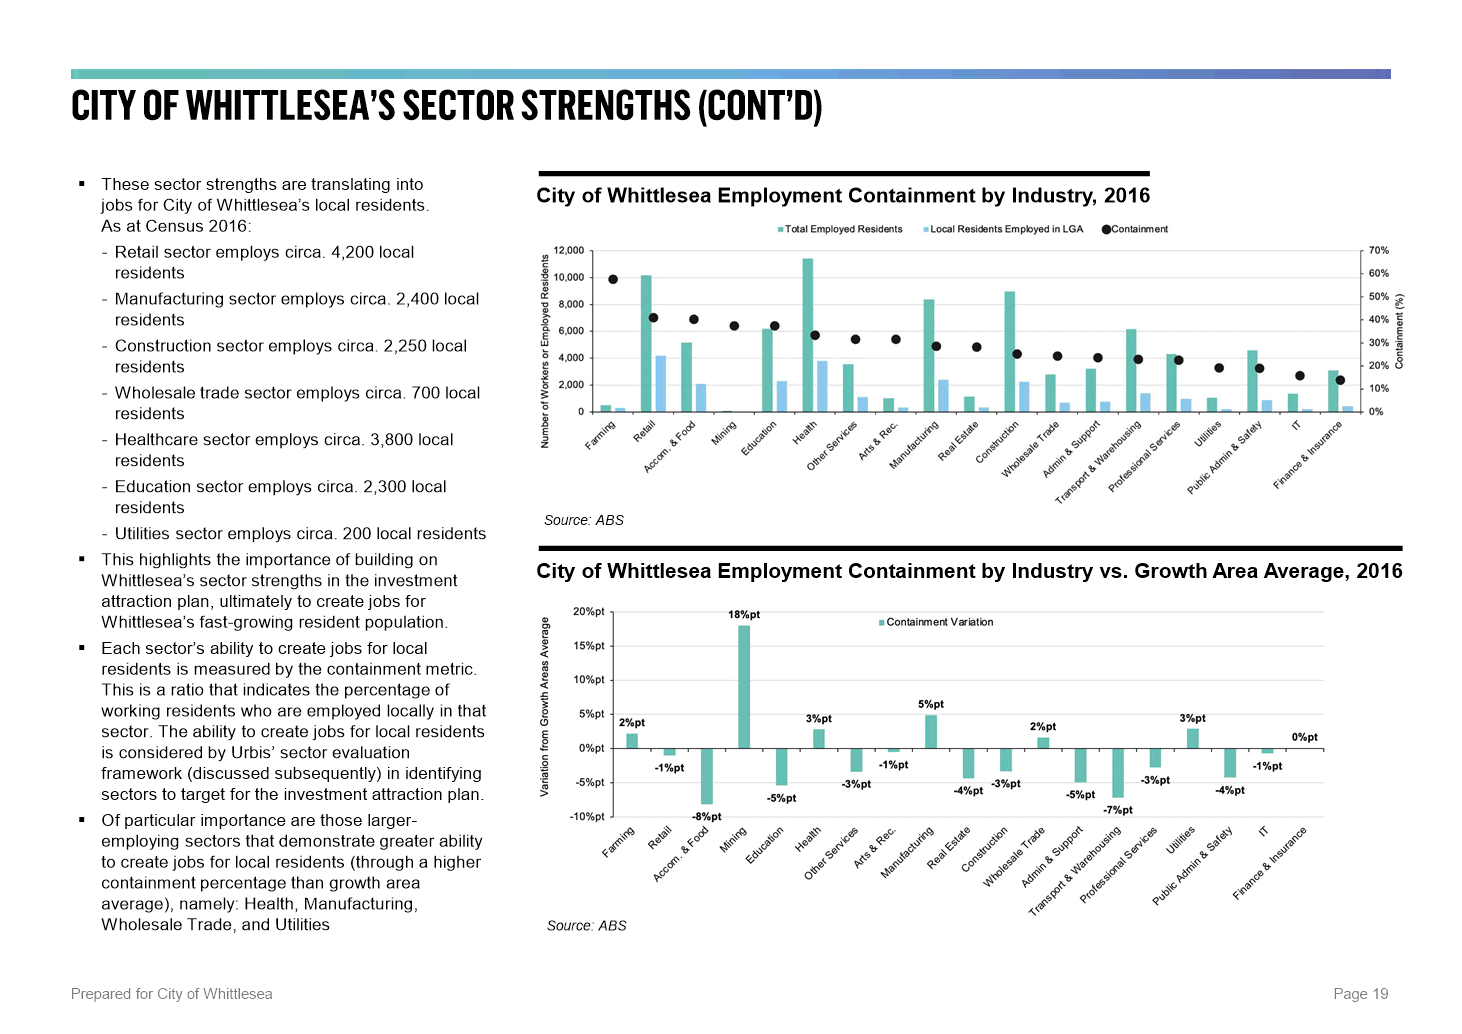 CITY OF WHITTLESEA'S SECTOR STRENGTHS (CONT'D)
▪ These sector strengths are translating into
jobs for City of Whittlesea's local residents.
As at Census 2016:
- Retail sector employs circa. 4,200 local
residents
- Manufacturing sector employs circa. 2,400 local
residents
- Construction sector employs circa. 2,250 local
residents
- Wholesale trade sector employs circa. 700 local
residents
- Healthcare sector employs circa. 3,800 local
residents
- Education sector employs circa. 2,300 local
residents
- Utilities sector employs circa. 200 local residents
▪ This highlights the importance of building on
Whittlesea's sector strengths in the investment
attraction plan, ultimately to create jobs for
Whittlesea's fast-growing resident population.
▪ Each sector's ability to create jobs for local
residents is measured by the containment metric.
This is a ratio that indicates the percentage of
working residents who are employed locally in that
sector. The ability to create jobs for local residents
is considered by Urbis' sector evaluation
framework (discussed subsequently) in identifying
sectors to target for the investment attraction plan.
▪ Of particular importance are those larger-
employing sectors that demonstrate greater ability
to create jobs for local residents (through a higher
containment percentage than growth area
average), namely: Health, Manufacturing,
Wholesale Trade, and Utilities
City of Whittlesea Employment Containment by Industry, 2016
Total Employed Residents Local Residents Employed in LGA Containment
Number of Workers or Employed Residents
12,000
10,000
8,000
6,000
4,000
2,000
0
70%
60%
50%
40%
30%
20%
10%
0%
Containment (%)
Farming
Retail
Accom. & Food
Mining
Education
Health
Other Services
Arts & Rec.
Manufacturing
Real Estate
Construction
Wholesale Trade
Admin & Support
Transport & Warehousing
Professional Services
Utilities
Public Admin & Safety
IT
Finance & Insurance
Source: ABS
City of Whittlesea Employment Containment by Industry vs. Growth Area Average, 2016
Containment Variation
Variation from Growth Areas Average
20%pt
15%pt
10%pt
5%pt
0%pt
-5%pt
-10%pt
2%pt
-1%pt
-8%pt
18%pt
-5%pt
3%pt
-3%pt
-1%pt
5%pt
-4%pt
-3%pt
2%pt
-5%pt
-7%pt
-3%pt
3%pt
-4%pt
-1%pt
0%pt
Farming
Retail
Accom. & Food
Mining
Education
Health
Other Services
Arts & Rec.
Manufacturing
Real Estate
Construction
Wholesale Trade
Admin & Support
Transport & Warehousing
Professional Services
Utilities
Public Admin & Safety
IT
Finance & Insurance
Source: ABS
Prepared for City of Whittlesea
Page 19